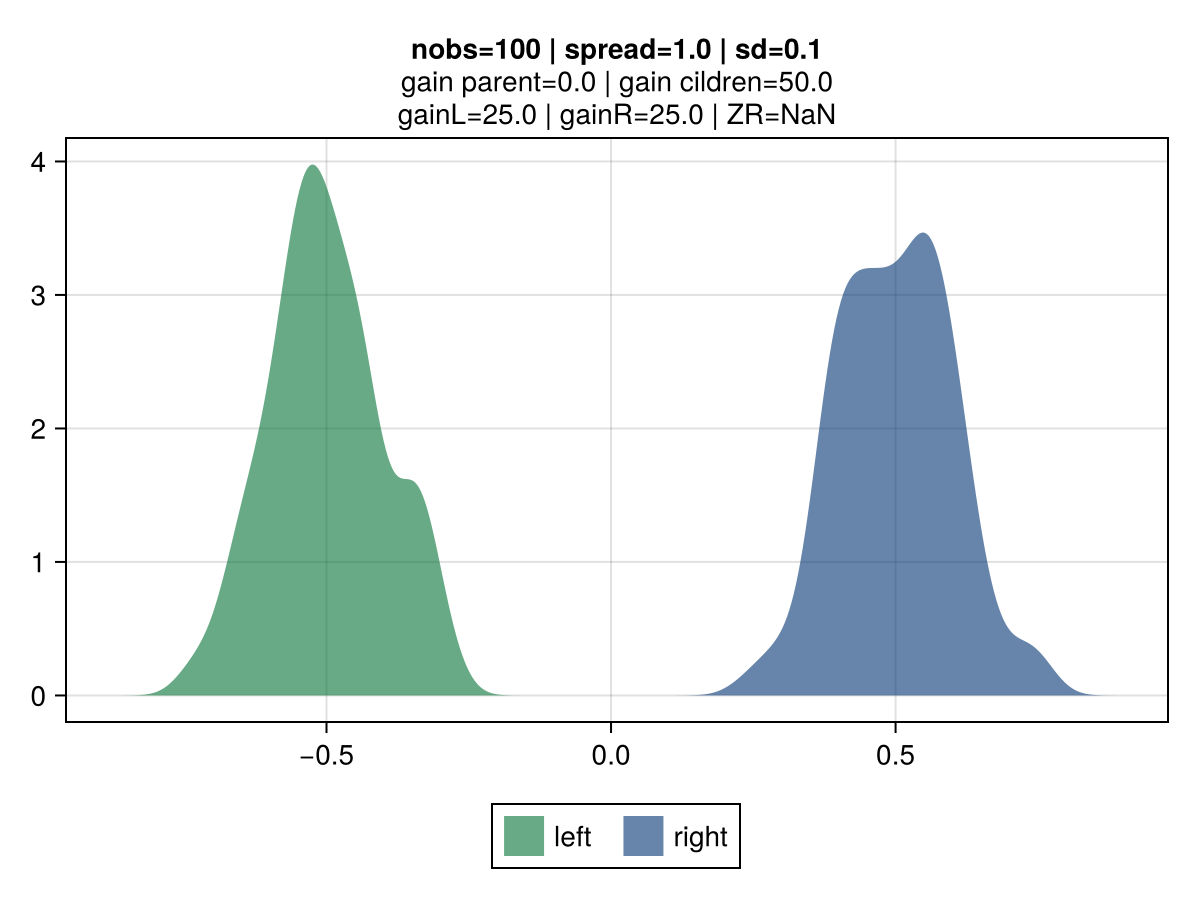 nobs=100 | spread=1.0 | sd=0.1
gain parent=0.0 | gain cildren=50.0
gainL=25.0 | gainR=25.0 | ZR=NaN
4
3
2
1
0
−0.5 0.0 0.5
left right